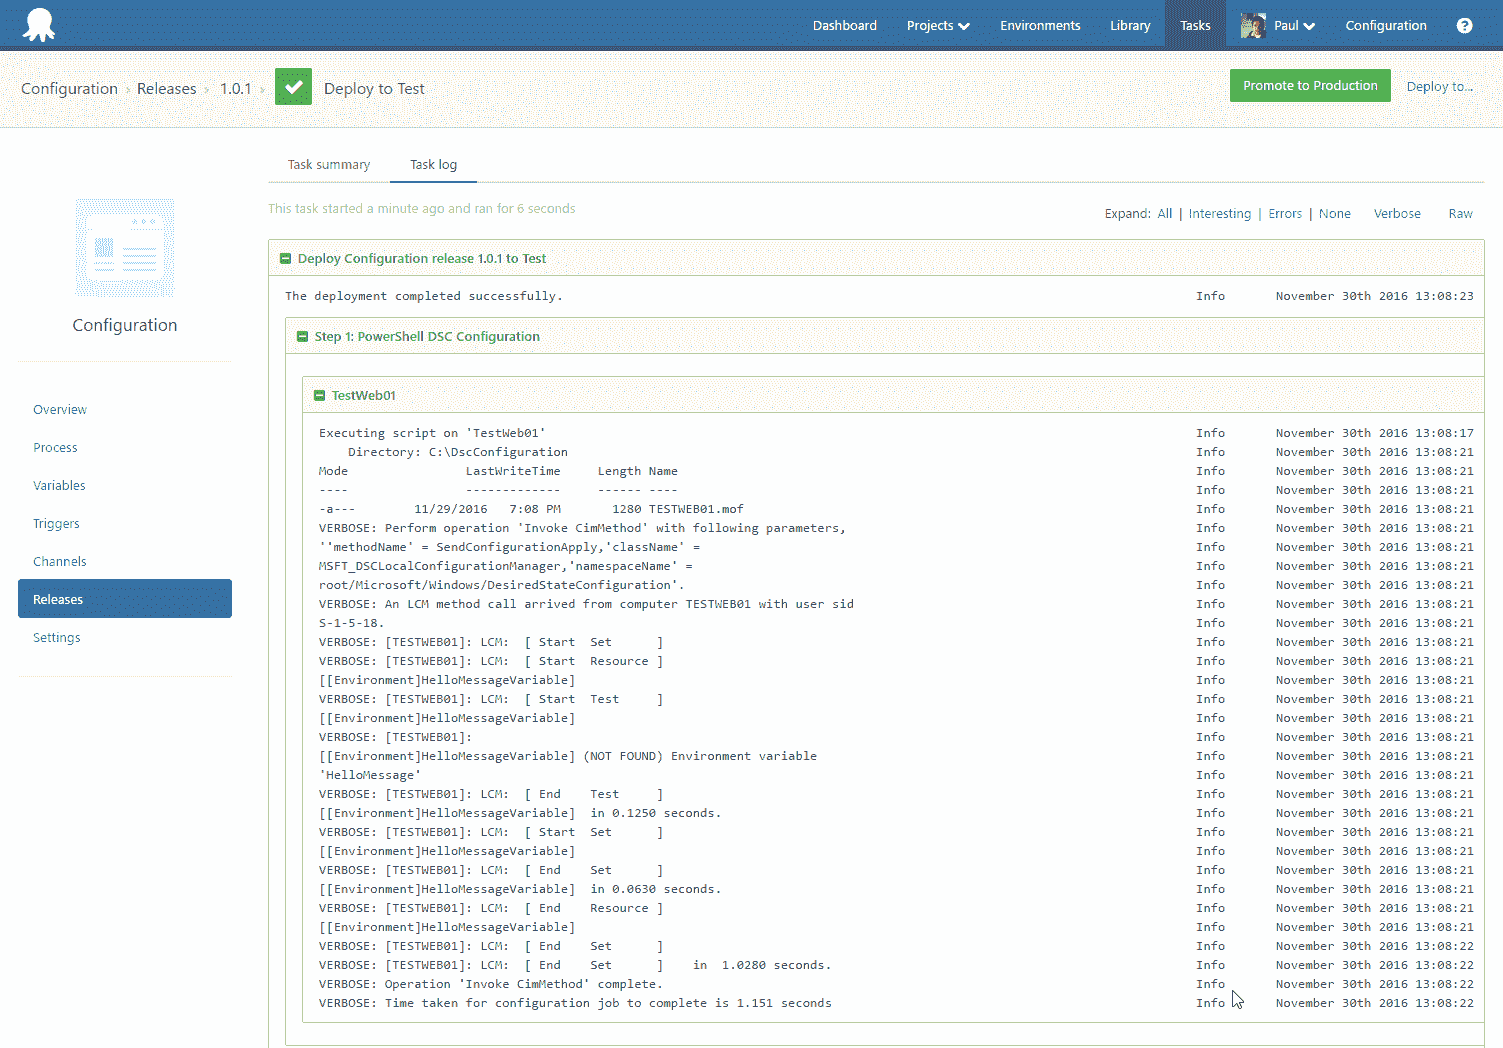 Dashboard Projects Environments Library Tasks Paul Configuration ?
Configuration › Releases › 1.0.1 › Deploy to Test
Promote to Production Deploy to...
Task summary Task log
This task started a minute ago and ran for 6 seconds
Expand: All | Interesting | Errors | None Verbose Raw
Configuration
Overview
Process
Variables
Triggers
Channels
Releases
Settings
Deploy Configuration release 1.0.1 to Test
The deployment completed successfully. Info November 30th 2016 13:08:23
Step 1: PowerShell DSC Configuration
TestWeb01
Executing script on 'TestWeb01' Info November 30th 2016 13:08:17
Directory: C:\DscConfiguration Info November 30th 2016 13:08:21
Mode LastWriteTime Length Name Info November 30th 2016 13:08:21
---- ------------- ------ ---- Info November 30th 2016 13:08:21
-a--- 11/29/2016 7:08 PM 1280 TESTWEB01.mof Info November 30th 2016 13:08:21
VERBOSE: Perform operation 'Invoke CimMethod' with following parameters, Info November 30th 2016 13:08:21
''methodName' = SendConfigurationApply,'className' = Info November 30th 2016 13:08:21
MSFT_DSCLocalConfigurationManager,'namespaceName' = Info November 30th 2016 13:08:21
root/Microsoft/Windows/DesiredStateConfiguration'. Info November 30th 2016 13:08:21
VERBOSE: An LCM method call arrived from computer TESTWEB01 with user sid Info November 30th 2016 13:08:21
S-1-5-18. Info November 30th 2016 13:08:21
VERBOSE: [TESTWEB01]: LCM: [ Start Set ] Info November 30th 2016 13:08:21
VERBOSE: [TESTWEB01]: LCM: [ Start Resource ] Info November 30th 2016 13:08:21
[[Environment]HelloMessageVariable] Info November 30th 2016 13:08:21
VERBOSE: [TESTWEB01]: LCM: [ Start Test ] Info November 30th 2016 13:08:21
[[Environment]HelloMessageVariable] Info November 30th 2016 13:08:21
VERBOSE: [TESTWEB01]: Info November 30th 2016 13:08:21
[[Environment]HelloMessageVariable] (NOT FOUND) Environment variable Info November 30th 2016 13:08:21
'HelloMessage' Info November 30th 2016 13:08:21
VERBOSE: [TESTWEB01]: LCM: [ End Test ] Info November 30th 2016 13:08:21
[[Environment]HelloMessageVariable] in 0.1250 seconds. Info November 30th 2016 13:08:21
VERBOSE: [TESTWEB01]: LCM: [ Start Set ] Info November 30th 2016 13:08:21
[[Environment]HelloMessageVariable] Info November 30th 2016 13:08:21
VERBOSE: [TESTWEB01]: LCM: [ End Set ] Info November 30th 2016 13:08:21
[[Environment]HelloMessageVariable] in 0.0630 seconds. Info November 30th 2016 13:08:21
VERBOSE: [TESTWEB01]: LCM: [ End Resource ] Info November 30th 2016 13:08:21
[[Environment]HelloMessageVariable] Info November 30th 2016 13:08:21
VERBOSE: [TESTWEB01]: LCM: [ End Set ] Info November 30th 2016 13:08:22
VERBOSE: [TESTWEB01]: LCM: [ End Set ] in 1.0280 seconds. Info November 30th 2016 13:08:22
VERBOSE: Operation 'Invoke CimMethod' complete. Info November 30th 2016 13:08:22
VERBOSE: Time taken for configuration job to complete is 1.151 seconds Info November 30th 2016 13:08:22